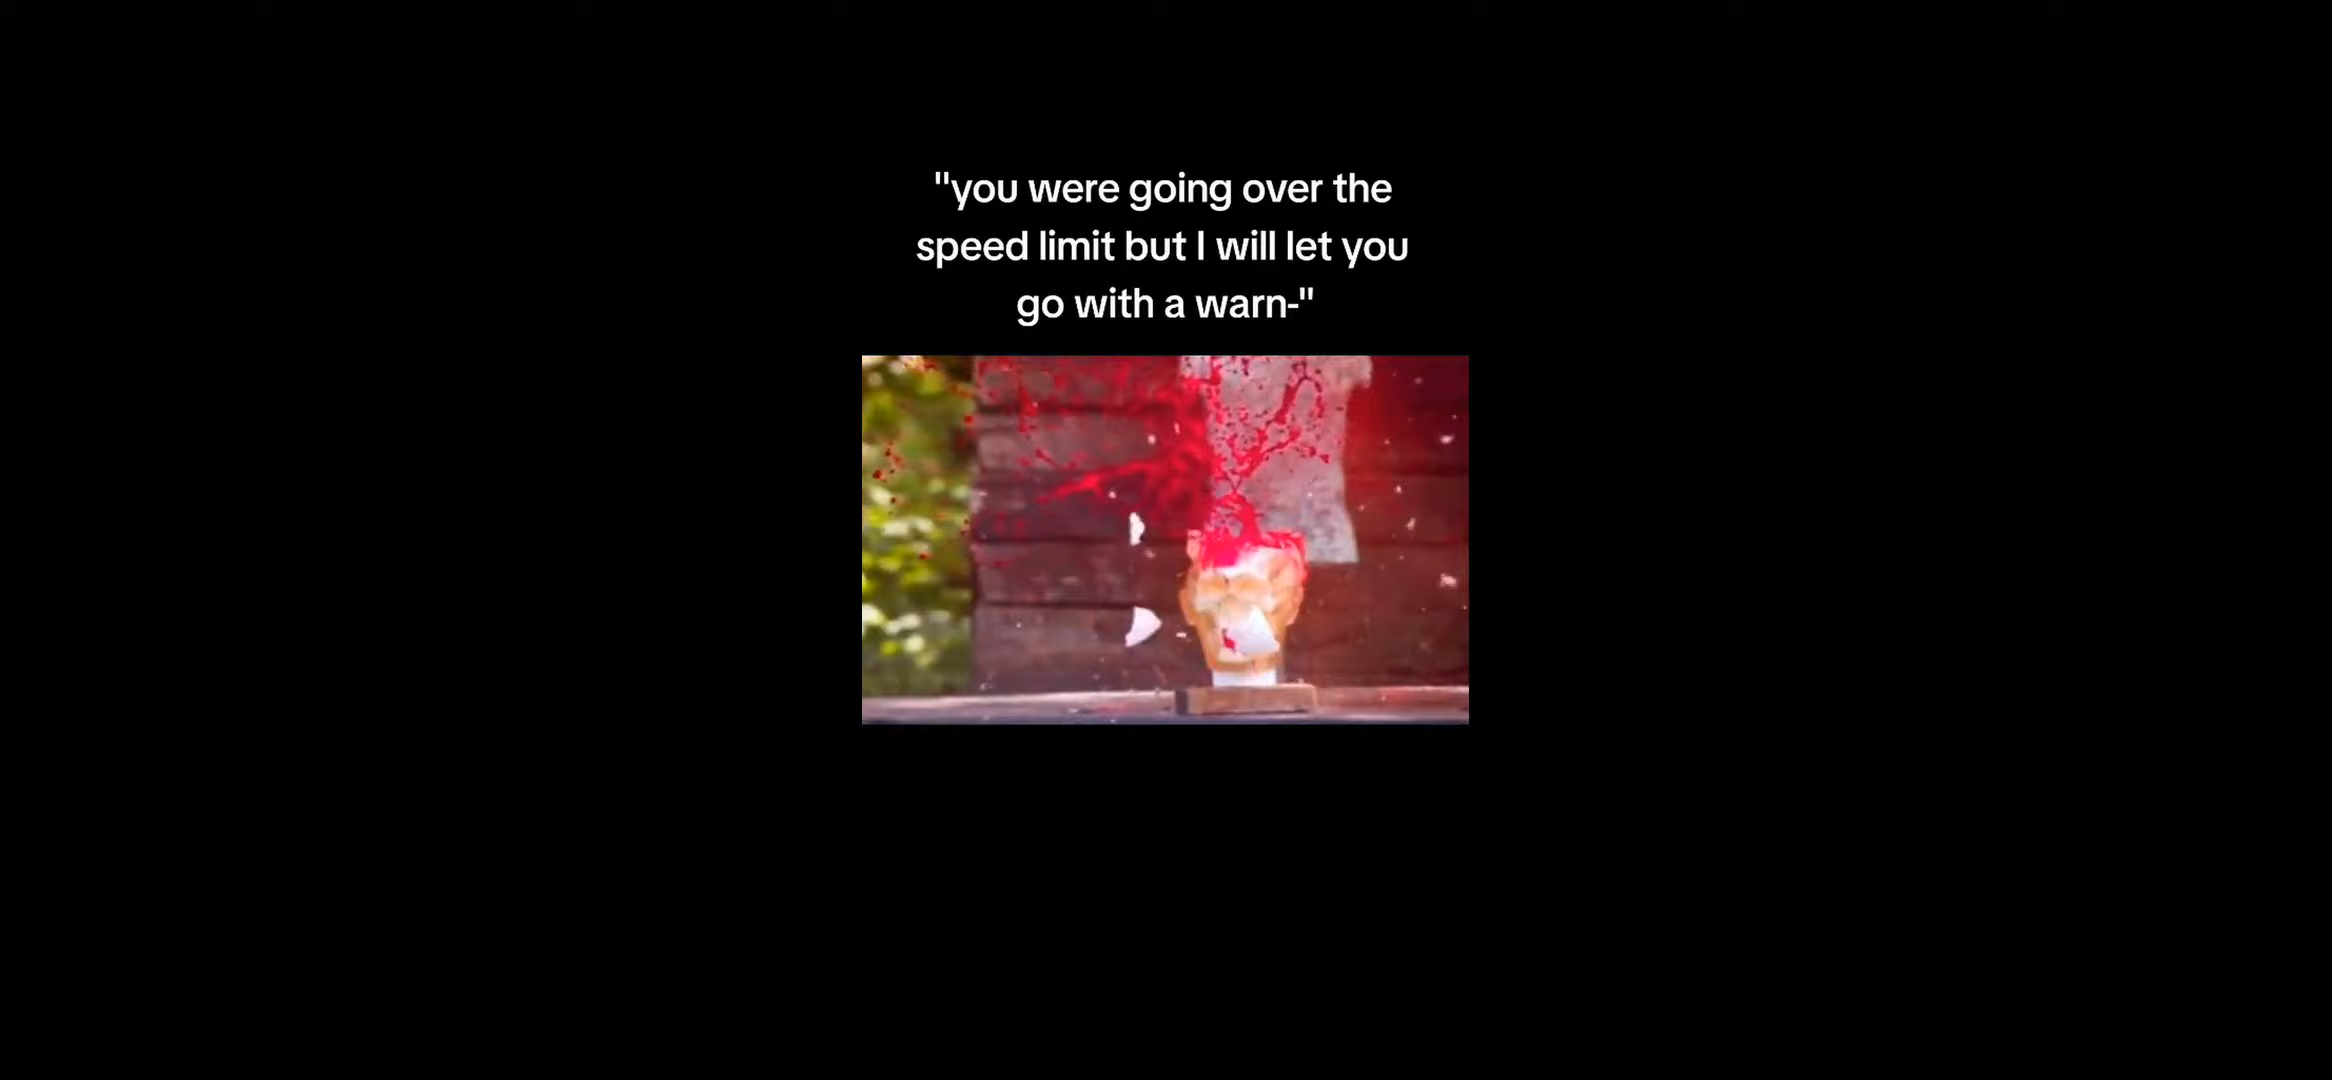 "you were going over the
speed limit but I will let you
go with a warn-"